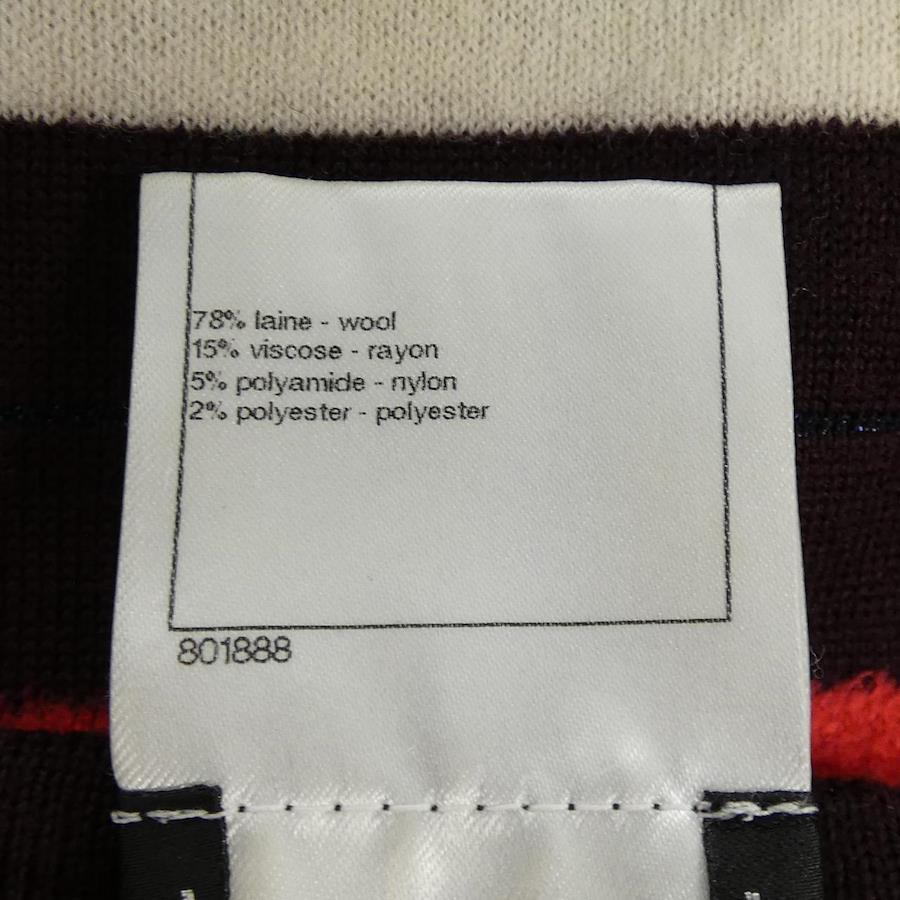 78% laine - wool
15% viscose - rayon
5% polyamide - nylon
2% polyester - polyester
801888